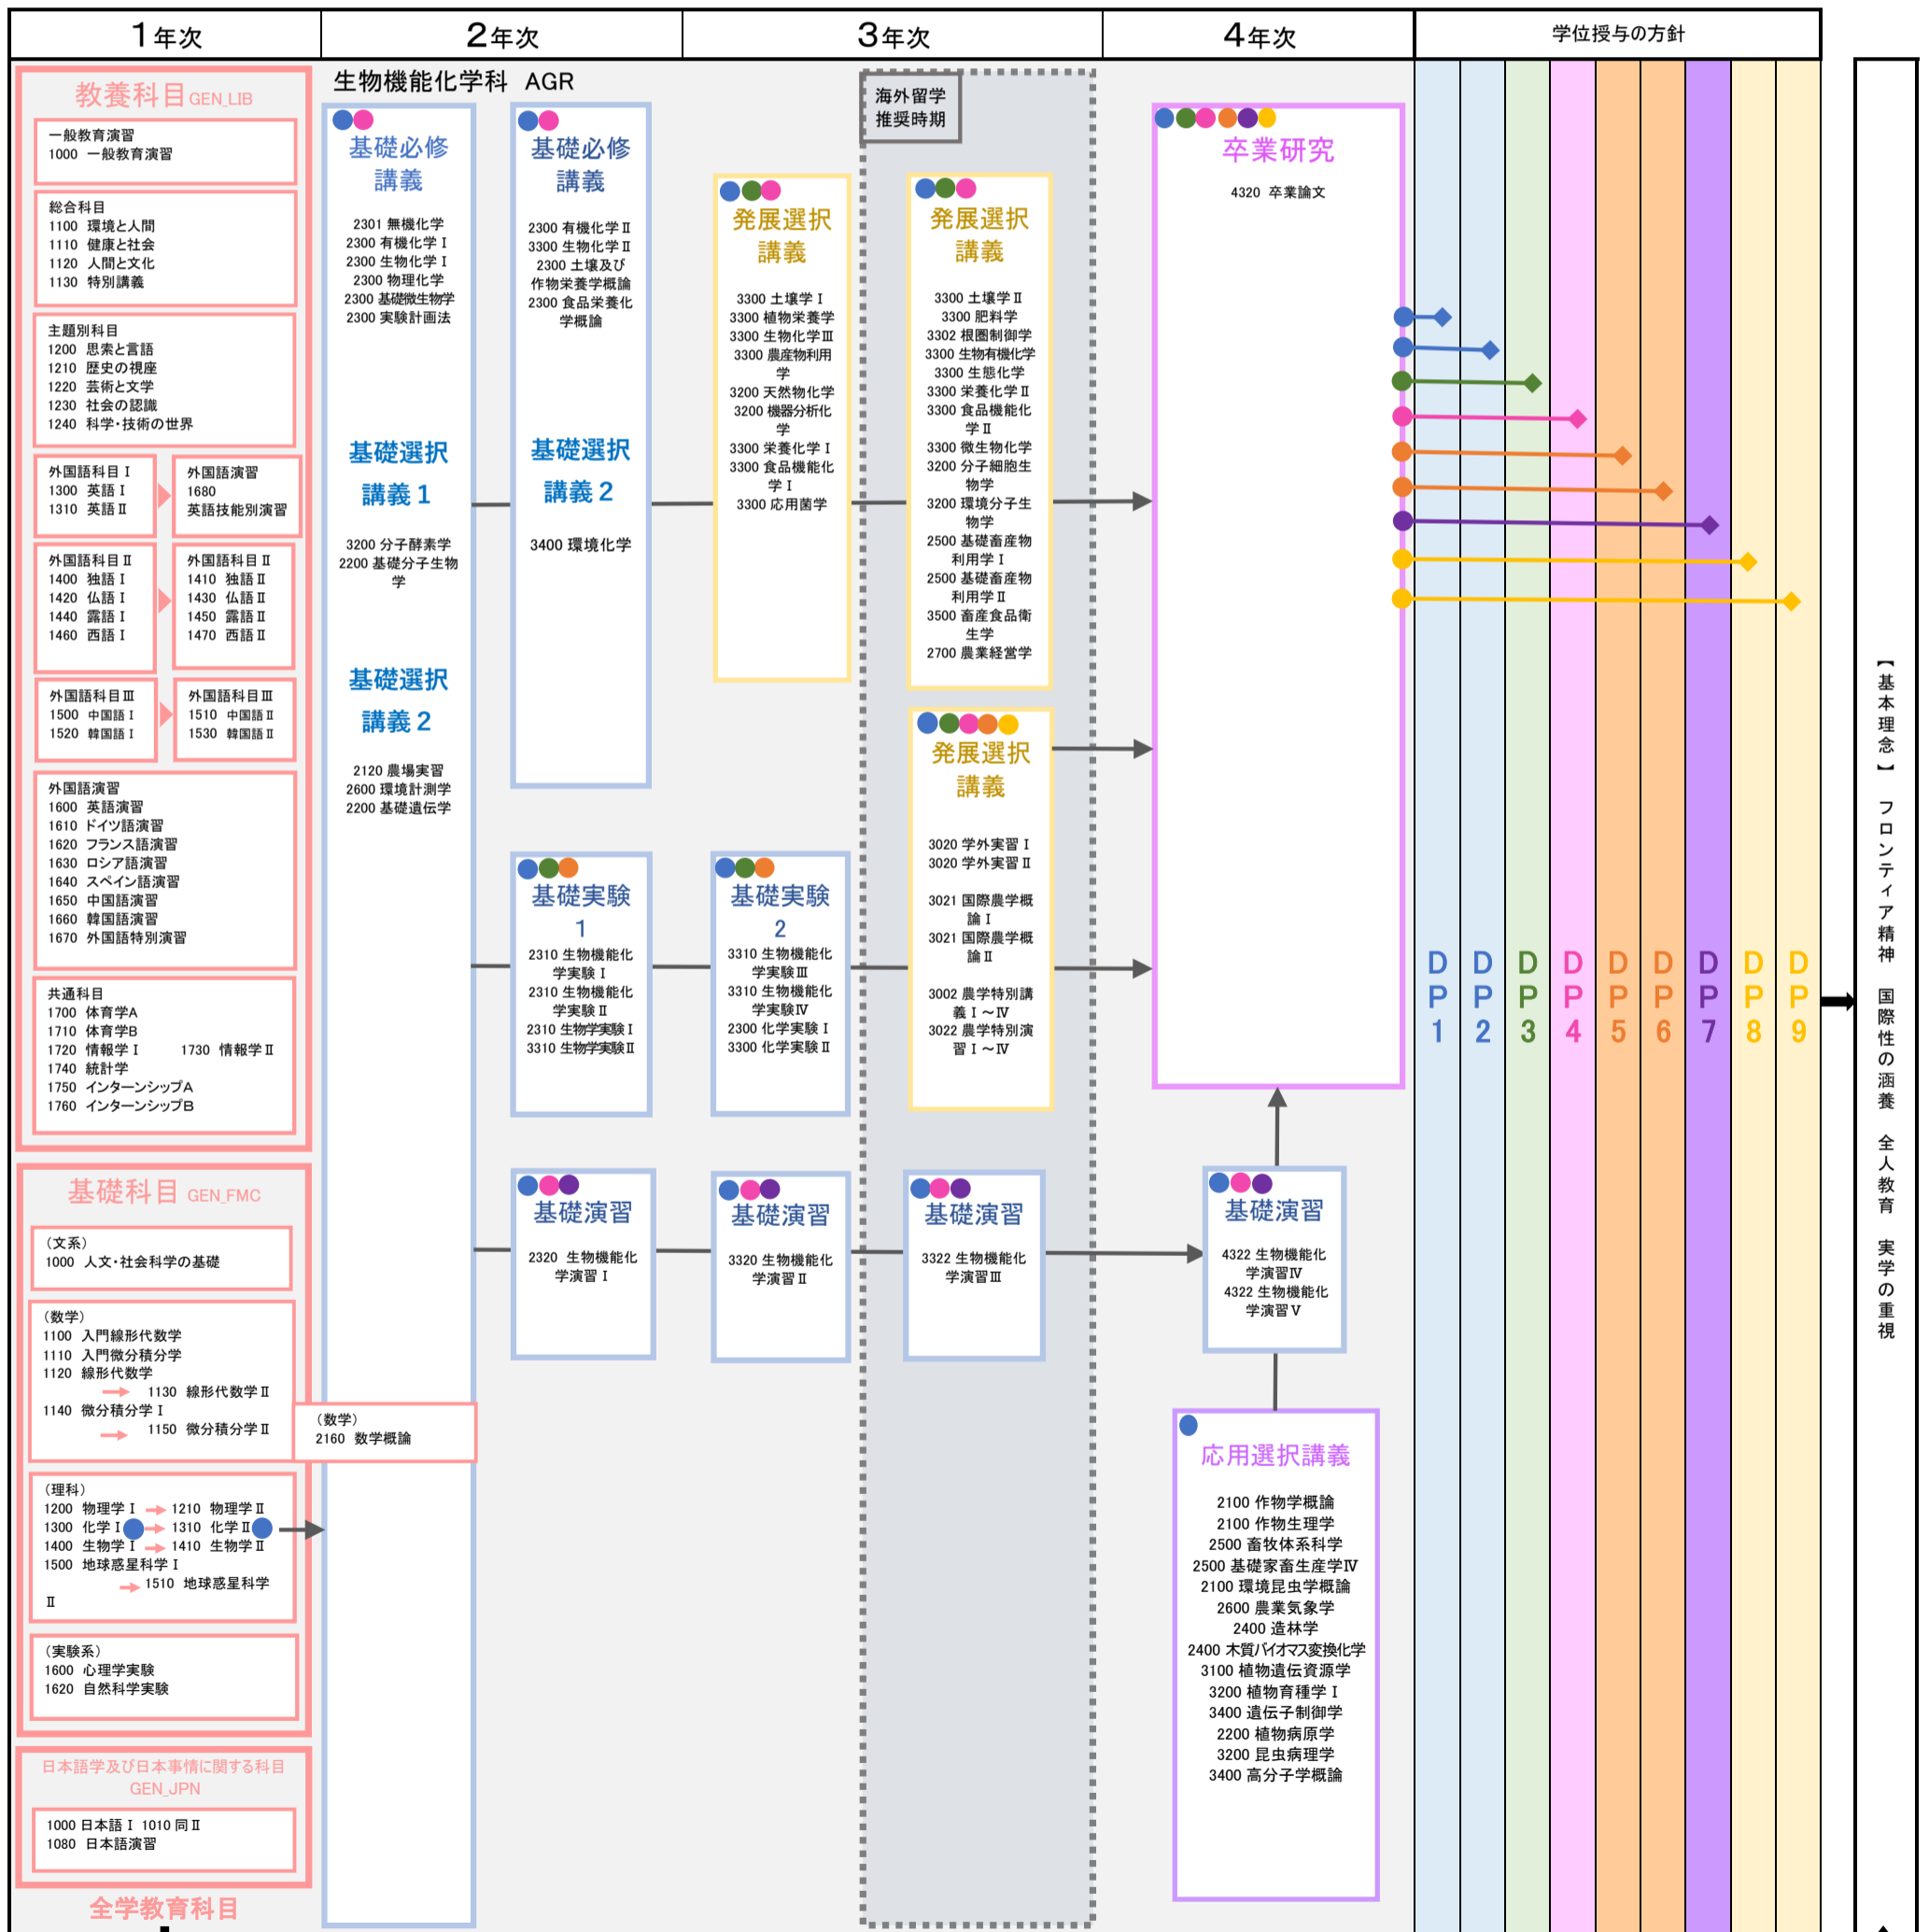 1年次
2年次
3年次
4年次
学位授与の方針
教養科目 GEN_LIB
一般教育演習
1000 一般教育演習
総合科目
1100 環境と人間
1110 健康と社会
1120 人間と文化
1130 特別講義
主題別科目
1200 思索と言語
1210 歴史の視座
1220 芸術と文学
1230 社会の認識
1240 科学・技術の世界
外国語科目Ⅰ
1300 英語Ⅰ
1310 英語Ⅱ
外国語演習
1680
英語技能別演習
外国語科目Ⅱ
1400 独語Ⅰ
1420 仏語Ⅰ
1440 露語Ⅰ
1460 西語Ⅰ
外国語科目Ⅱ
1410 独語Ⅱ
1430 仏語Ⅱ
1450 露語Ⅱ
1470 西語Ⅱ
外国語科目Ⅲ
1500 中国語Ⅰ
1520 韓国語Ⅰ
外国語科目Ⅲ
1510 中国語Ⅱ
1530 韓国語Ⅱ
外国語演習
1600 英語演習
1610 ドイツ語演習
1620 フランス語演習
1630 ロシア語演習
1640 スペイン語演習
1650 中国語演習
1660 韓国語演習
1670 外国語特別演習
共通科目
1700 体育学A
1710 体育学B
1720 情報学Ⅰ 1730 情報学Ⅱ
1740 統計学
1750 インターンシップA
1760 インターンシップB
基礎科目 GEN_FMC
（文系）
1000 人文・社会科学の基礎
（数学）
1100 入門線形代数学
1110 入門微分積分学
1120 線形代数学
1130 線形代数学Ⅱ
1140 微分積分学Ⅰ
1150 微分積分学Ⅱ
（数学）
2160 数学概論
（理科）
1200 物理学Ⅰ 1210 物理学Ⅱ
1300 化学Ⅰ 1310 化学Ⅱ
1400 生物学Ⅰ 1410 生物学Ⅱ
1500 地球惑星科学Ⅰ
1510 地球惑星科学
Ⅱ
（実験系）
1600 心理学実験
1620 自然科学実験
日本語学及び日本事情に関する科目
GEN_JPN
1000 日本語Ⅰ 1010 同Ⅱ
1080 日本語演習
全学教育科目
生物機能化学科 AGR
基礎必修
講義
2301 無機化学
2300 有機化学Ⅰ
2300 生物化学Ⅰ
2300 物理化学
2300 基礎微生物学
2300 実験計画法
基礎選択
講義1
3200 分子酵素学
2200 基礎分子生物
学
基礎選択
講義2
2120 農場実習
2600 環境計測学
2200 基礎遺伝学
基礎必修
講義
2300 有機化学Ⅱ
3300 生物化学Ⅱ
2300 土壌及び
作物栄養学概論
2300 食品栄養化
学概論
基礎選択
講義2
3400 環境化学
基礎実験
1
2310 生物機能化
学実験Ⅰ
2310 生物機能化
学実験Ⅱ
2310 生物学実験Ⅰ
3310 生物学実験Ⅱ
基礎演習
2320 生物機能化
学演習Ⅰ
発展選択
講義
3300 土壌学Ⅰ
3300 植物栄養学
3300 生物化学Ⅲ
3300 農産物利用
学
3200 天然物化学
3200 機器分析化
学
3300 栄養化学Ⅰ
3300 食品機能化
学Ⅰ
3300 応用菌学
基礎実験
2
3310 生物機能化
学実験Ⅲ
3310 生物機能化
学実験Ⅳ
2300 化学実験Ⅰ
3300 化学実験Ⅱ
基礎演習
3320 生物機能化
学演習Ⅱ
海外留学
推奨時期
発展選択
講義
3300 土壌学Ⅱ
3300 肥料学
3302 根圏制御学
3300 生物有機化学
3300 生態化学
3300 栄養化学Ⅱ
3300 食品機能化
学Ⅱ
3300 微生物化学
3200 分子細胞生
物学
3200 環境分子生
物学
2500 基礎畜産物
利用学Ⅰ
2500 基礎畜産物
利用学Ⅱ
3500 畜産食品衛
生学
2700 農業経営学
発展選択
講義
3020 学外実習Ⅰ
3020 学外実習Ⅱ
3021 国際農学概
論Ⅰ
3021 国際農学概
論Ⅱ
3002 農学特別講
義Ⅰ～Ⅳ
3022 農学特別演
習Ⅰ～Ⅳ
基礎演習
3322 生物機能化
学演習Ⅲ
卒業研究
4320 卒業論文
基礎演習
4322 生物機能化
学演習Ⅳ
4322 生物機能化
学演習Ⅴ
応用選択講義
2100 作物学概論
2100 作物生理学
2500 畜牧体系科学
2500 基礎家畜生産学Ⅳ
2100 環境昆虫学概論
2600 農業気象学
2400 造林学
2400 木質バイオマス変換化学
3100 植物遺伝資源学
3200 植物育種学Ⅰ
3400 遺伝子制御学
2200 植物病原学
3200 昆虫病理学
3400 高分子学概論
DP1
DP2
DP3
DP4
DP5
DP6
DP7
DP8
DP9
【基本理念】 フロンティア精神 国際性の涵養 全人教育 実学の重視